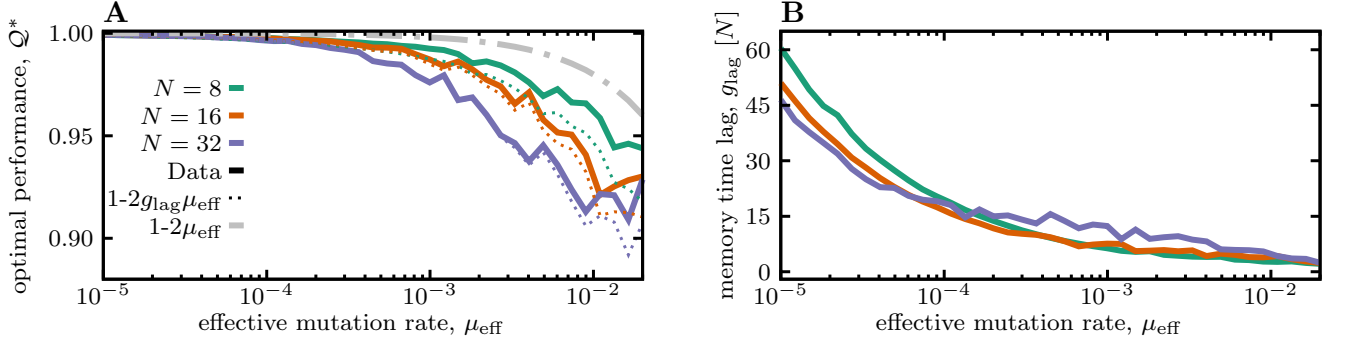 A
optimal performance, Q*
1.00
0.95
0.90
N = 8
N = 16
N = 32
Data
1-2g_lag μ_eff
1-2μ_eff
10⁻⁵
10⁻⁴
10⁻³
10⁻²
effective mutation rate, μ_eff
B
memory time lag, g_lag [N]
60
45
30
15
0
10⁻⁵
10⁻⁴
10⁻³
10⁻²
effective mutation rate, μ_eff